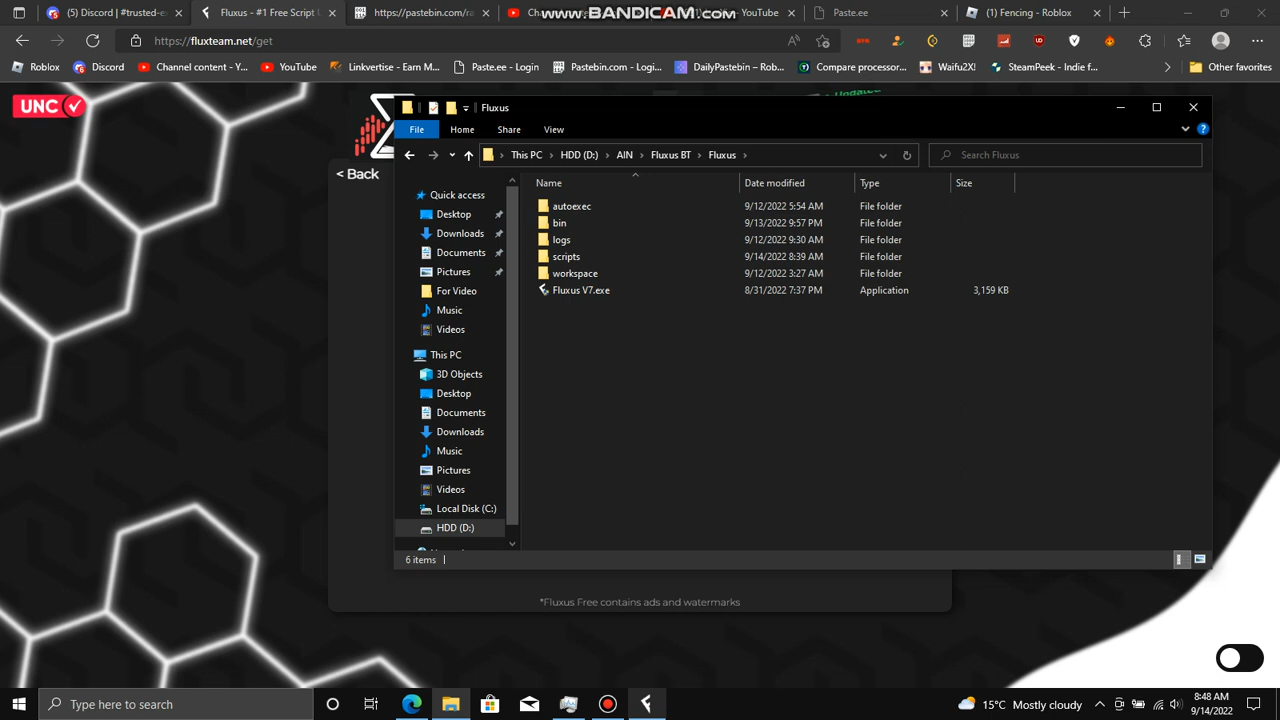 (5) Discord | #trusted-e
Fluxus - #1 Free Script U
https://pastebin.com/ra
Cha
YouTube
Paste.ee
(1) Fencing - Roblox
www.BANDICAM.com
https://fluxteam.net/get
Roblox
Discord
Channel content - Y...
YouTube
Linkvertise - Earn M...
Paste.ee - Login
Pastebin.com - Logi...
DailyPastebin – Rob...
Compare processor...
Waifu2X!
SteamPeek - Indie f...
Other favorites
UNC
Updated
< Back
Fluxus
File
Home
Share
View
This PC > HDD (D:) > AIN > Fluxus BT > Fluxus >
Search Fluxus
Name
Date modified
Type
Size
autoexec 9/12/2022 5:54 AM File folder
bin 9/13/2022 9:57 PM File folder
logs 9/12/2022 9:30 AM File folder
scripts 9/14/2022 8:39 AM File folder
workspace 9/12/2022 3:27 AM File folder
Fluxus V7.exe 8/31/2022 7:37 PM Application 3,159 KB
Quick access
Desktop
Downloads
Documents
Pictures
For Video
Music
Videos
This PC
3D Objects
Desktop
Documents
Downloads
Music
Pictures
Videos
Local Disk (C:)
HDD (D:)
6 items
*Fluxus Free contains ads and watermarks
Type here to search
15°C Mostly cloudy
8:48 AM
9/14/2022